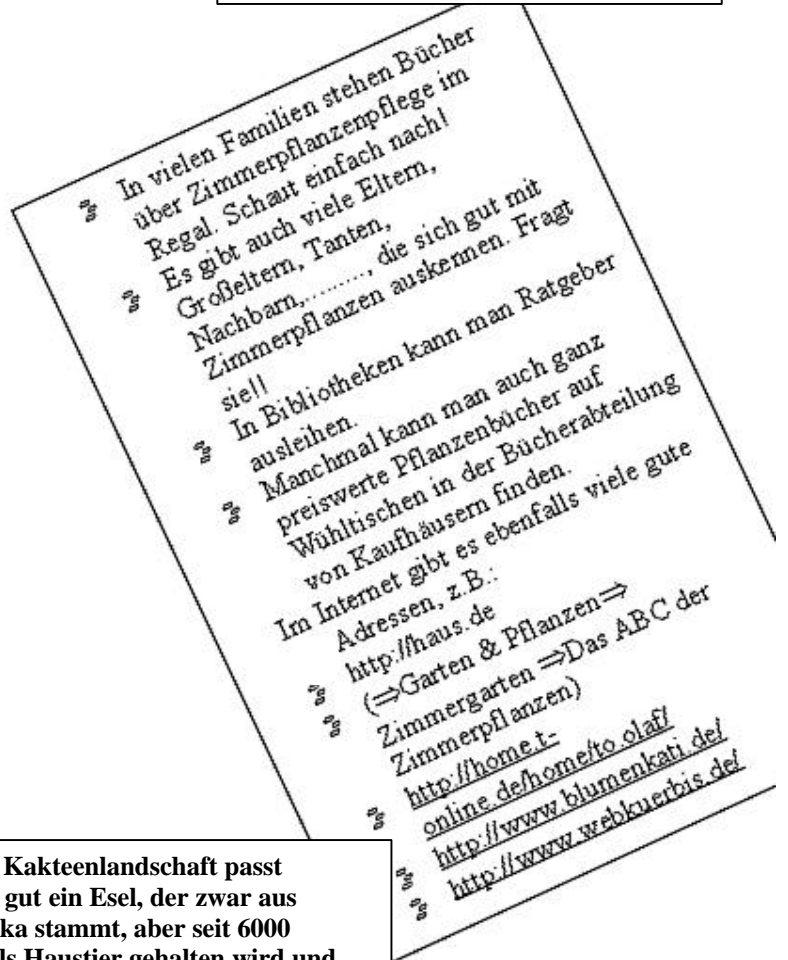 In vielen Familien stehen Bücher
über Zimmerpflanzenpflege im
Regal. Schaut einfach nach!
Es gibt auch viele Eltern,
Großeltern, Tanten,
Nachbarn,........., die sich gut mit
Zimmerpflanzen auskennen. Fragt
sie!!
In Bibliotheken kann man Ratgeber
ausleihen.
Manchmal kann man auch ganz
preiswerte Pflanzenbücher auf
Wühltischen in der Bücherabteilung
von Kaufhäusern finden.
Im Internet gibt es ebenfalls viele gute
Adressen, z.B.:
http://haus.de
(⇒Garten & Pflanzen⇒
Zimmergarten ⇒Das ABC der
Zimmerpflanzen)
http://home.t-
online.de/home/to.olaf/
http://www.blumenkati.de/
http://www.webkuerbis.de/
Kakteenlandschaft passt
gut ein Esel, der zwar aus
ka stammt, aber seit 6000
ls Haustier gehalten wird und